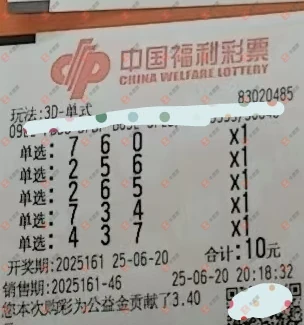 中国福利彩票
CHINA WELFARE LOTTERY
83020485
玩法:3D-单式
单选: 7 6 0 X1
单选: 2 5 6 X1
单选: 2 6 5 X1
单选: 7 3 4 X1
单选: 4 3 7 X1
开奖期:2025161 25-06-20 合计:10元
销售期:2025161-46 25-06-20 20:18:32
您本次购彩为公益金贡献了3.40